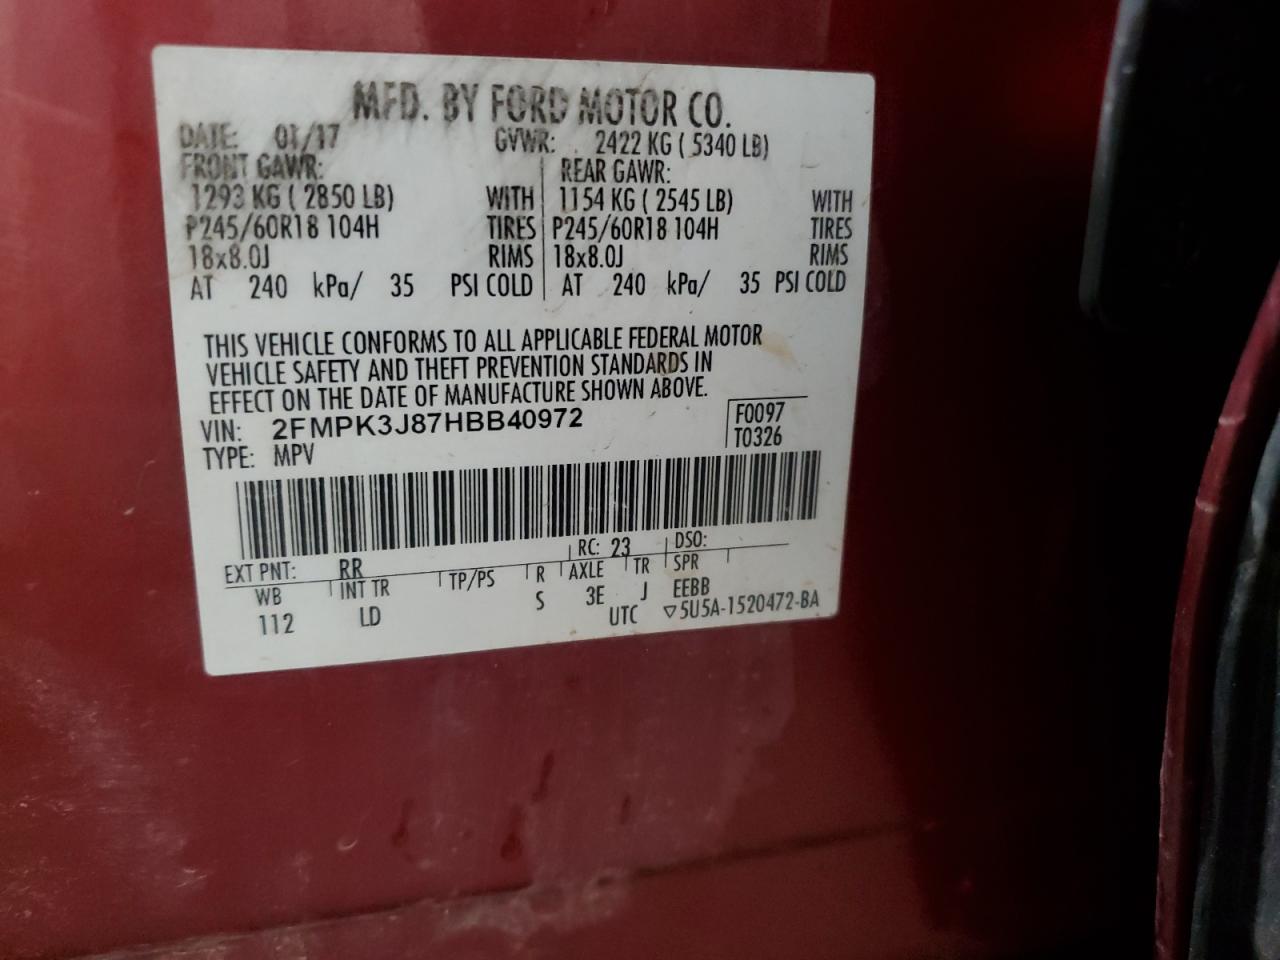 MFD. BY FORD MOTOR CO.
DATE: 01/17 GVWR: 2422 KG ( 5340 LB)
FRONT GAWR: REAR GAWR:
1293 KG ( 2850 LB) WITH 1154 KG ( 2545 LB) WITH
P245/60R18 104H TIRES P245/60R18 104H TIRES
18x8.0J RIMS 18x8.0J RIMS
AT 240 kPa/ 35 PSI COLD AT 240 kPa/ 35 PSI COLD
THIS VEHICLE CONFORMS TO ALL APPLICABLE FEDERAL MOTOR
VEHICLE SAFETY AND THEFT PREVENTION STANDARDS IN
EFFECT ON THE DATE OF MANUFACTURE SHOWN ABOVE.
VIN: 2FMPK3J87HBB40972 F0097
TYPE: MPV T0326
EXT PNT: RR RC: 23 DSO:
WB INT TR TP/PS R AXLE TR SPR
112 LD S 3E J EEBB
UTC ▽5U5A-1520472-BA